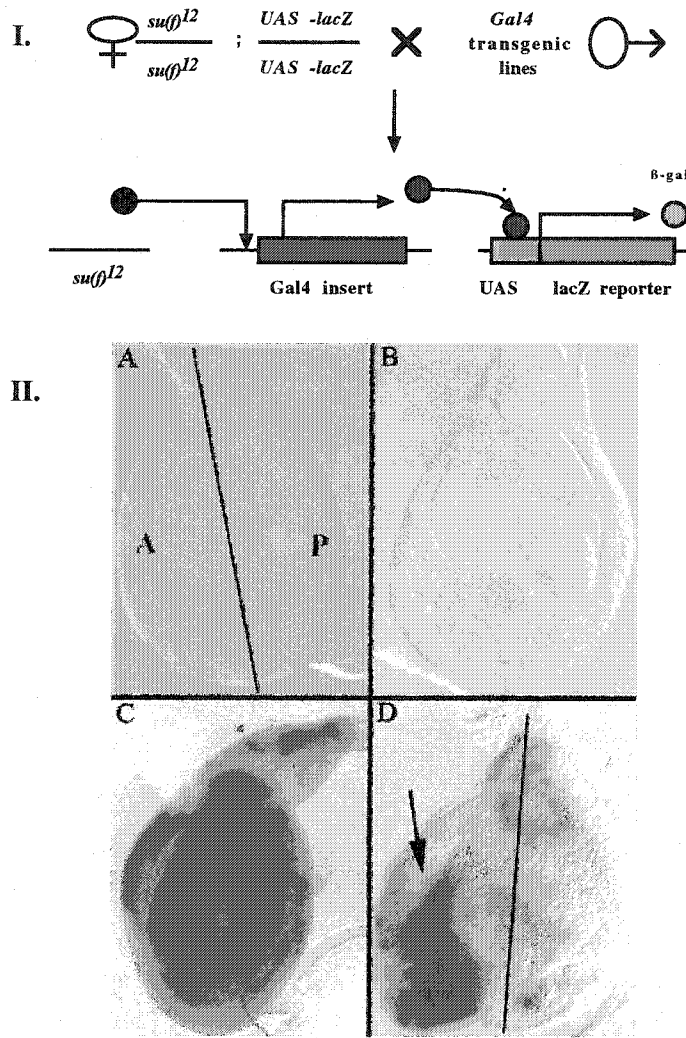 I.
su(f)12 ; UAS -lacZ Gal4
su(f)12 UAS -lacZ transgenic
lines
ß-gal
su(f)12
Gal4 insert UAS lacZ reporter
II.
A B
A P
C D